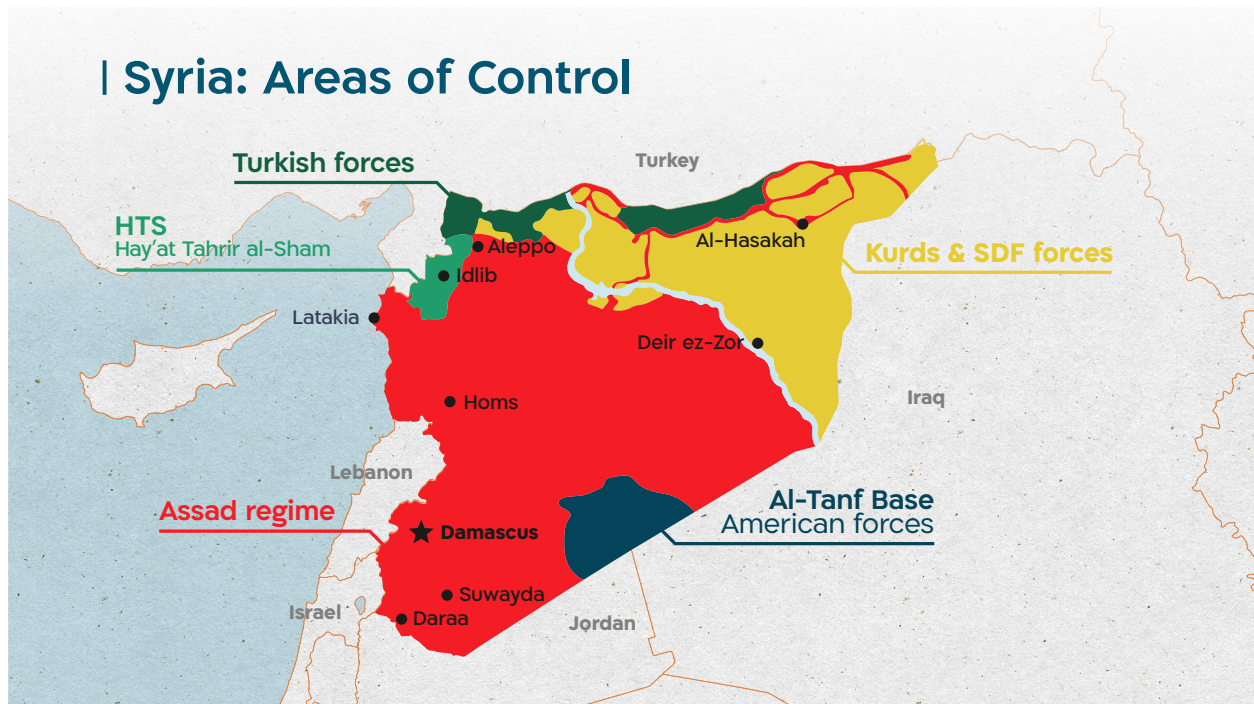 | Syria: Areas of Control
Turkish forces
Turkey
HTS
Hay'at Tahrir al-Sham
Aleppo
Al-Hasakah
Kurds & SDF forces
Idlib
Latakia
Deir ez-Zor
Homs
Iraq
Lebanon
Assad regime
Al-Tanf Base
American forces
Damascus
Suwayda
Israel
Daraa
Jordan